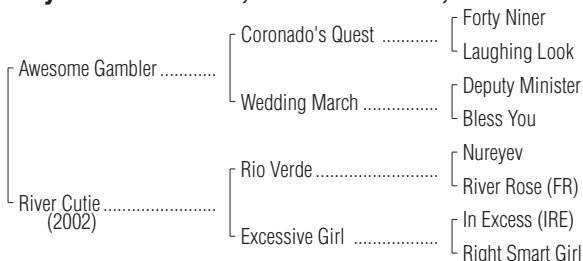 Forty Niner
Coronado's Quest ............
Laughing Look
Awesome Gambler ............
Deputy Minister
Wedding March ................
Bless You
Nureyev
Rio Verde ..........................
River Rose (FR)
River Cutie ........................
(2002)
In Excess (IRE)
Excessive Girl ..................
Right Smart Girl